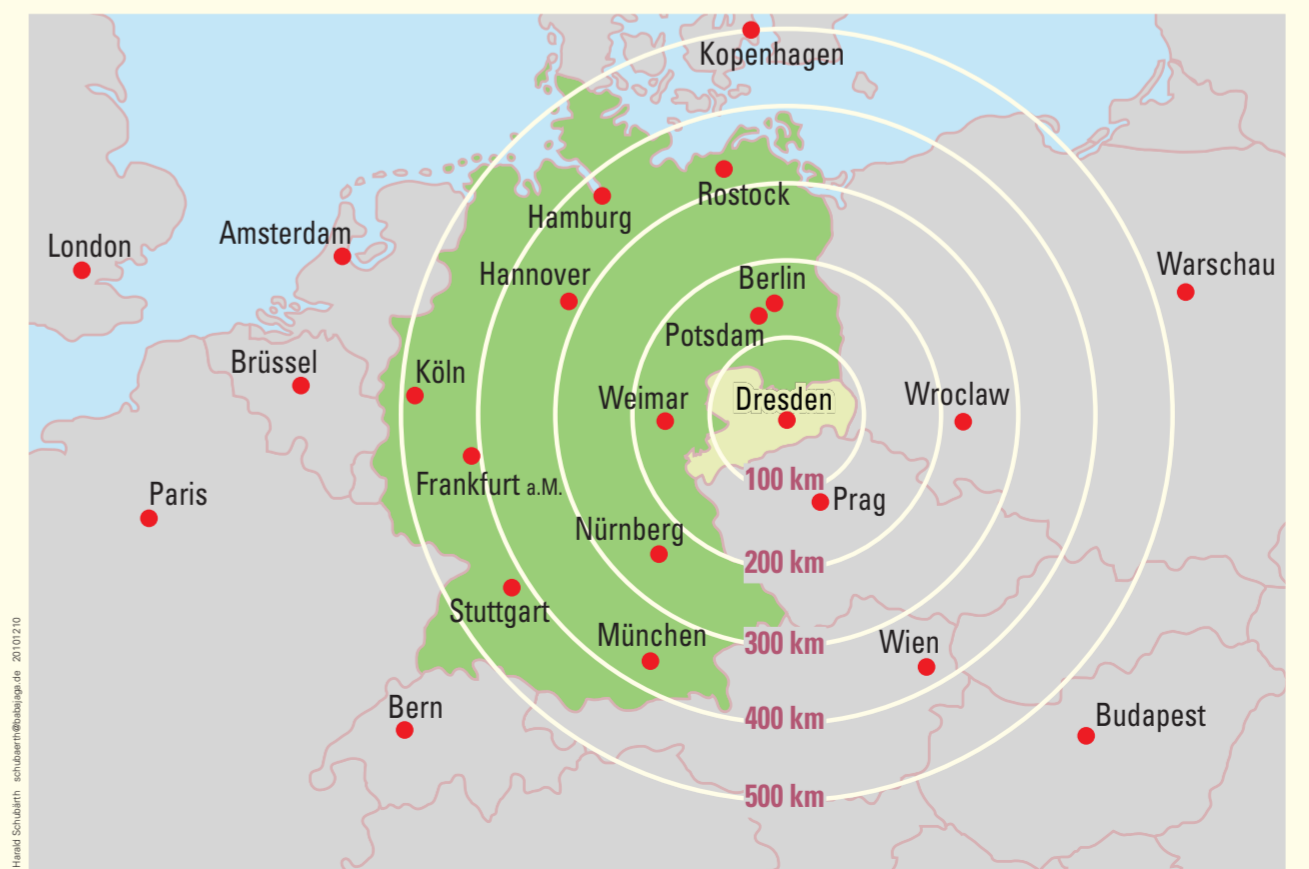 Kopenhagen
Rostock
Hamburg
Amsterdam
London
Warschau
Hannover
Berlin
Potsdam
Brüssel
Köln
Weimar
Dresden
Wroclaw
Frankfurt a.M.
100 km
Prag
Paris
Nürnberg
200 km
Stuttgart
München
300 km
Wien
Bern
400 km
Budapest
500 km
Harald Schubärth schubaerth@babajaga.de 20101210